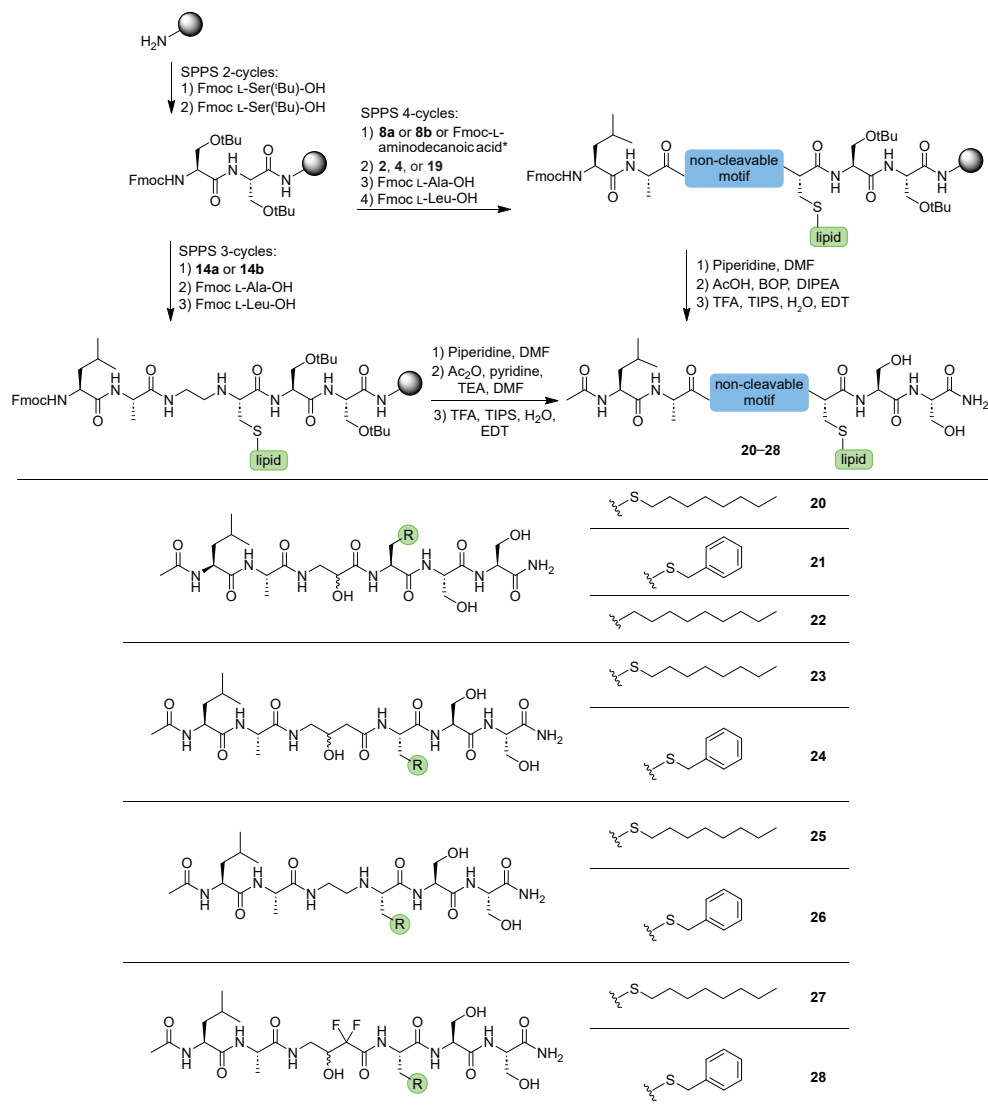 H₂N
SPPS 2-cycles:
1) Fmoc L-Ser(ᵗBu)-OH
2) Fmoc L-Ser(ᵗBu)-OH
SPPS 4-cycles:
1) 8a or 8b or Fmoc-L-
aminodecanoic acid*
2) 2, 4, or 19
3) Fmoc L-Ala-OH
4) Fmoc L-Leu-OH
OtBu
H
N
FmocHN
O
O
N
H
OtBu
FmocHN
O
H
N
O
non-cleavable
motif
O
S
lipid
N
H
OtBu
O
H
N
O
N
H
OtBu
SPPS 3-cycles:
1) 14a or 14b
2) Fmoc L-Ala-OH
3) Fmoc L-Leu-OH
1) Piperidine, DMF
2) AcOH, BOP, DIPEA
3) TFA, TIPS, H₂O, EDT
FmocHN
O
H
N
O
N
H
H
N
O
S
lipid
N
H
OtBu
O
H
N
O
N
H
OtBu
1) Piperidine, DMF
2) Ac₂O, pyridine,
TEA, DMF
3) TFA, TIPS, H₂O,
EDT
O
N
H
O
H
N
O
non-cleavable
motif
O
S
lipid
N
H
OH
O
H
N
O
NH₂
OH
20–28
O
N
H
O
H
N
O
N
H
OH
O
N
H
R
O
H
N
O
OH
N
H
OH
O
NH₂
S
20
S
21
22
O
N
H
O
H
N
O
N
H
OH
O
H
N
R
O
N
H
OH
O
H
N
O
NH₂
OH
S
23
S
24
O
N
H
O
H
N
O
N
H
H
N
R
O
N
H
OH
O
H
N
O
NH₂
OH
S
25
S
26
O
N
H
O
H
N
O
N
H
OH
F
F
O
H
N
R
O
N
H
OH
O
H
N
O
NH₂
OH
S
27
S
28